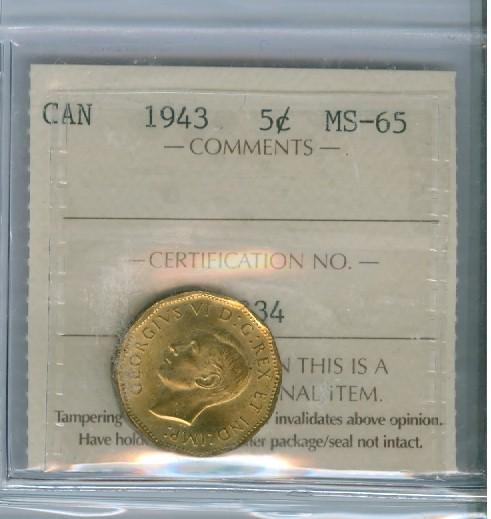 CAN 1943 5¢ MS-65
— COMMENTS —
— CERTIFICATION NO. —
34
N THIS IS A
NAL ITEM.
Tampering invalidates above opinion.
Have hold er package/seal not intact.
GEORGIVS VI D:G:REX ET IND:IMP: